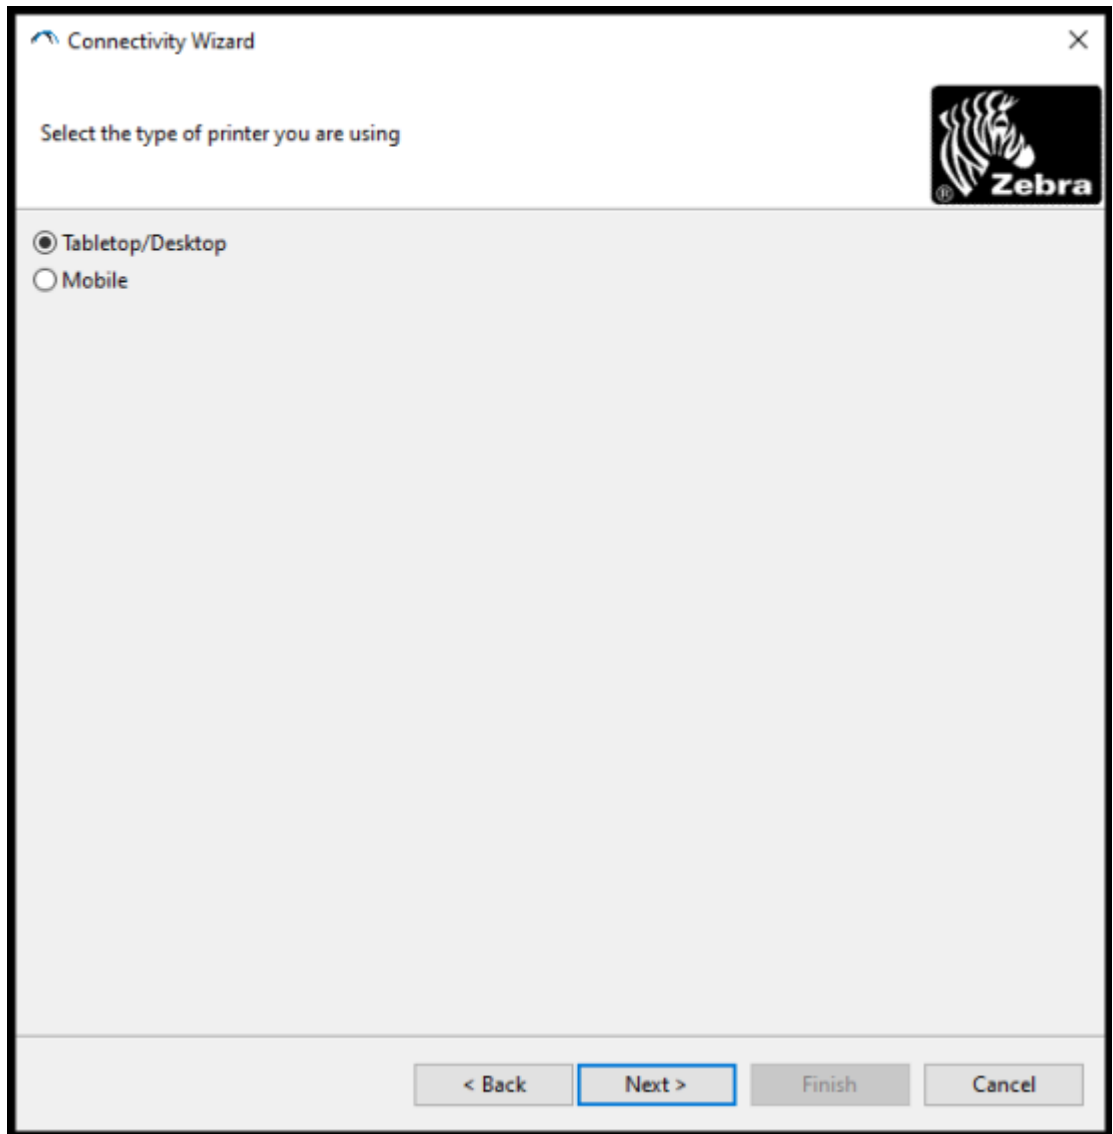 Connectivity Wizard
Select the type of printer you are using
® Zebra
Tabletop/Desktop
Mobile
< Back Next > Finish Cancel